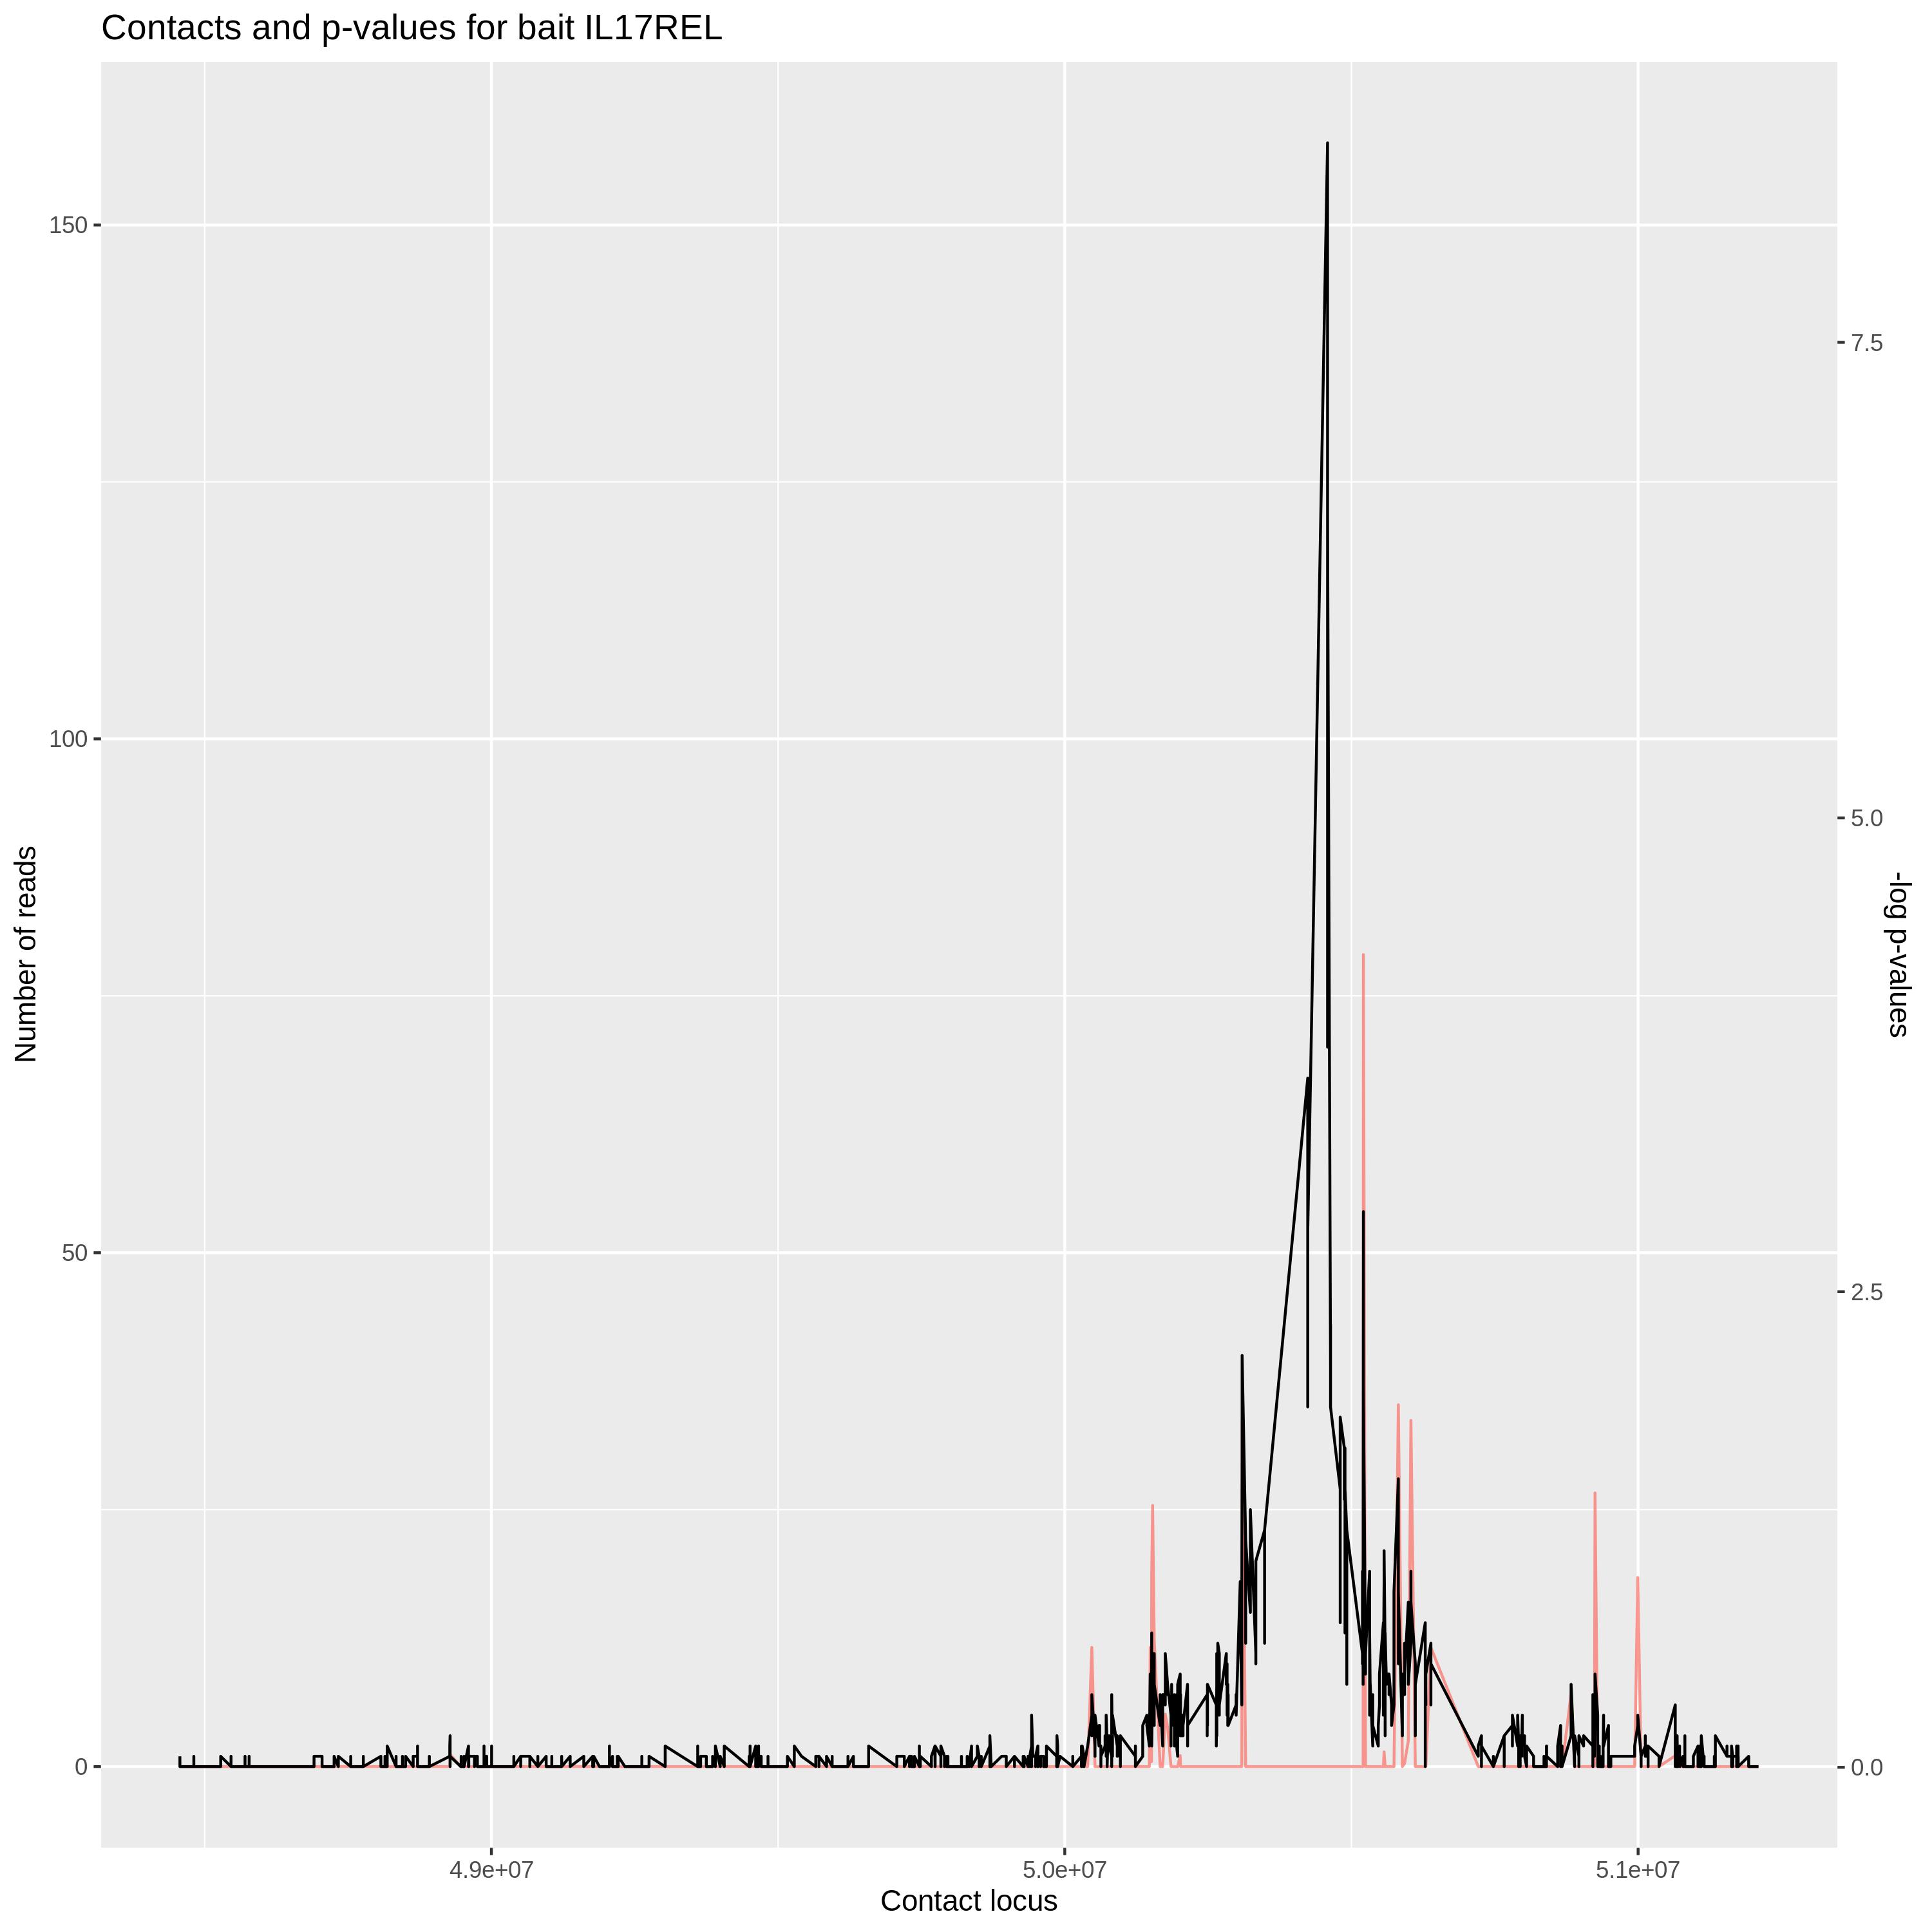 Contacts and p-values for bait IL17REL
150
100
50
0
Number of reads
7.5
5.0
2.5
0.0
-log p-values
4.9e+07 5.0e+07 5.1e+07
Contact locus